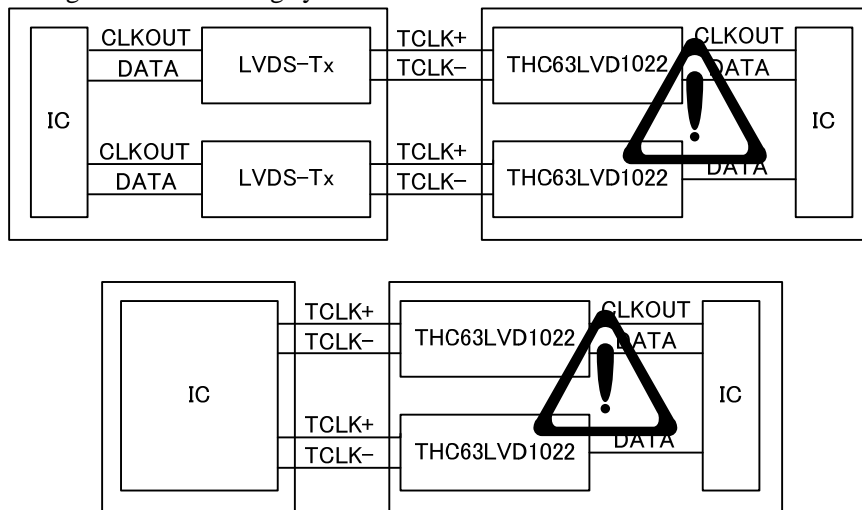 CLKOUT TCLK+ CLKOUT
DATA LVDS-Tx TCLK- THC63LVD1022 DATA
IC IC
CLKOUT TCLK+
DATA LVDS-Tx TCLK- THC63LVD1022 DATA
TCLK+ CLKOUT
TCLK- THC63LVD1022 DATA
IC IC
TCLK+
TCLK- THC63LVD1022 DATA